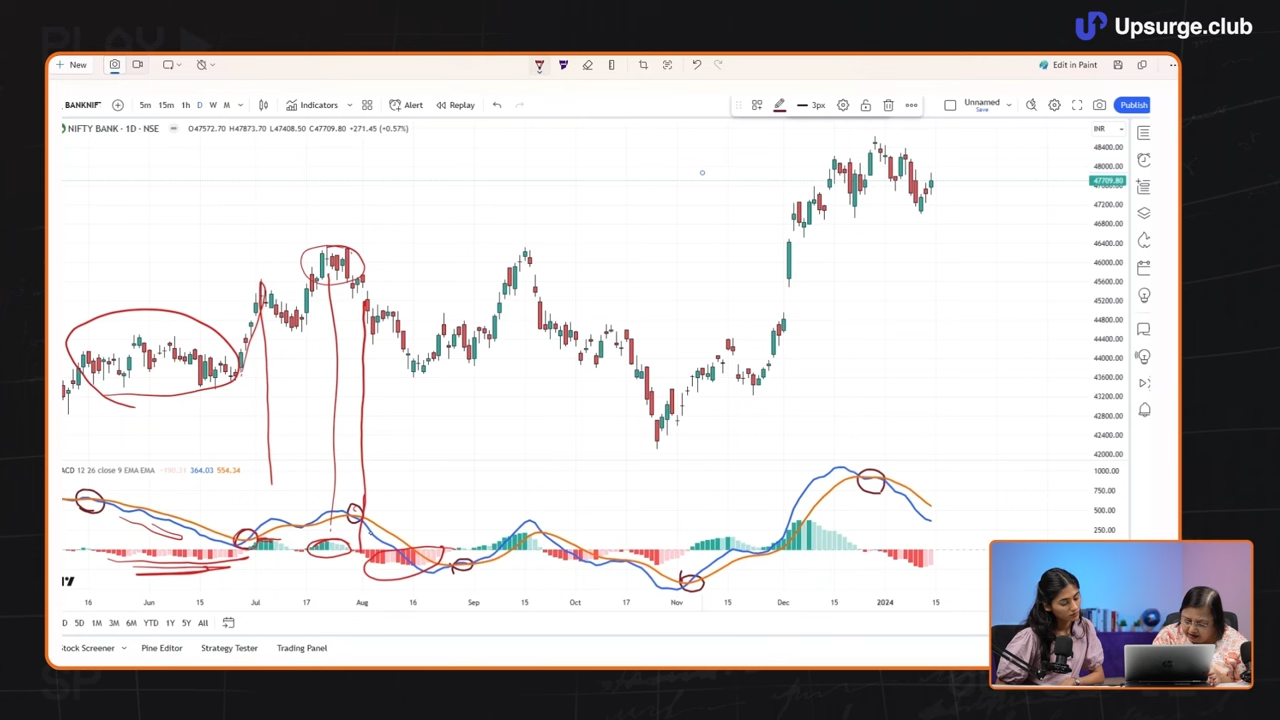 Upsurge.club
New
Edit in Paint
BANKNIF 5m 15m 1h D W M Indicators Alert Replay 3px Unnamed Save Publish
NIFTY BANK · 1D · NSE O47572.70 H47873.70 L47408.50 C47709.80 +271.45 (+0.57%)
INR
48400.00
48000.00
47709.80
47200.00
46800.00
46400.00
46000.00
45600.00
45200.00
44800.00
44400.00
44000.00
43600.00
43200.00
42800.00
42400.00
42000.00
ACD 12 26 close 9 EMA EMA -190.31 364.03 554.34
1000.00
750.00
500.00
250.00
16 Jun 15 Jul 17 Aug 16 Sep 15 Oct 17 Nov 15 Dec 15 2024 15
D 5D 1M 3M 6M YTD 1Y 5Y All
Stock Screener Pine Editor Strategy Tester Trading Panel